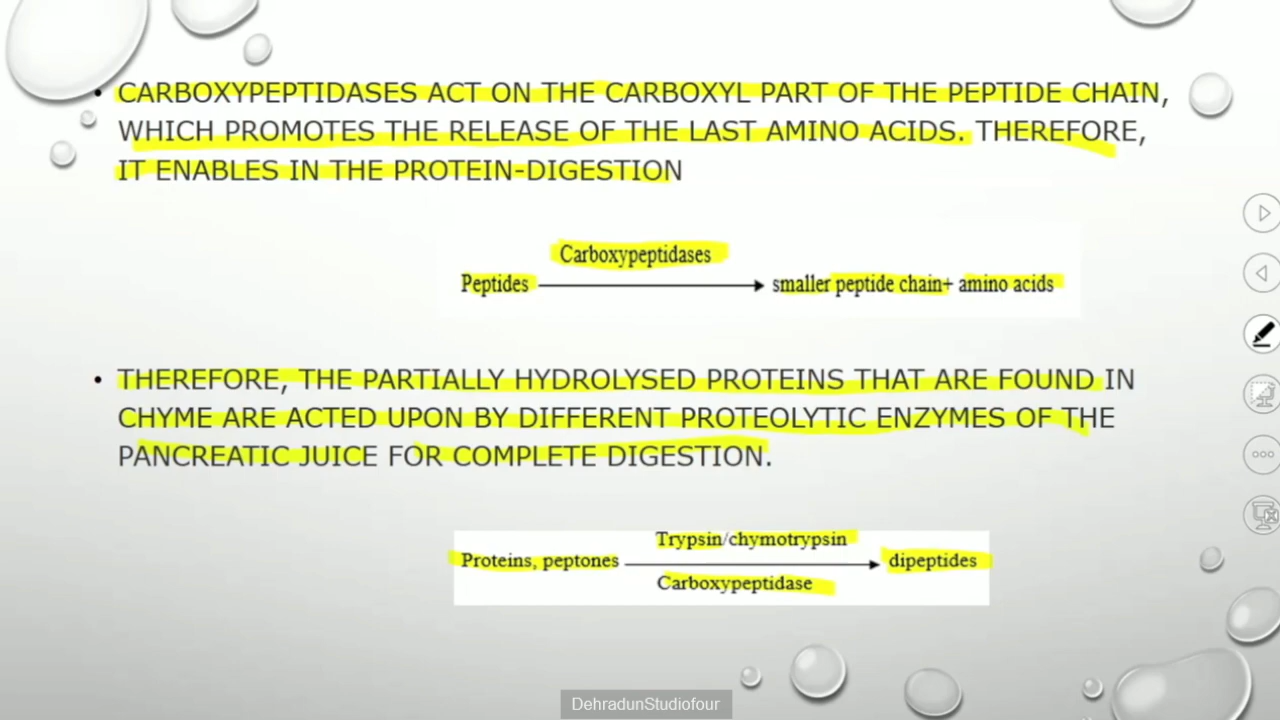 • CARBOXYPEPTIDASES ACT ON THE CARBOXYL PART OF THE PEPTIDE CHAIN,
WHICH PROMOTES THE RELEASE OF THE LAST AMINO ACIDS. THEREFORE,
IT ENABLES IN THE PROTEIN-DIGESTION
Carboxypeptidases
Peptides smaller peptide chain+ amino acids
• THEREFORE, THE PARTIALLY HYDROLYSED PROTEINS THAT ARE FOUND IN
CHYME ARE ACTED UPON BY DIFFERENT PROTEOLYTIC ENZYMES OF THE
PANCREATIC JUICE FOR COMPLETE DIGESTION.
Trypsin/chymotrypsin
Proteins, peptones dipeptides
Carboxypeptidase
DehradunStudiofour